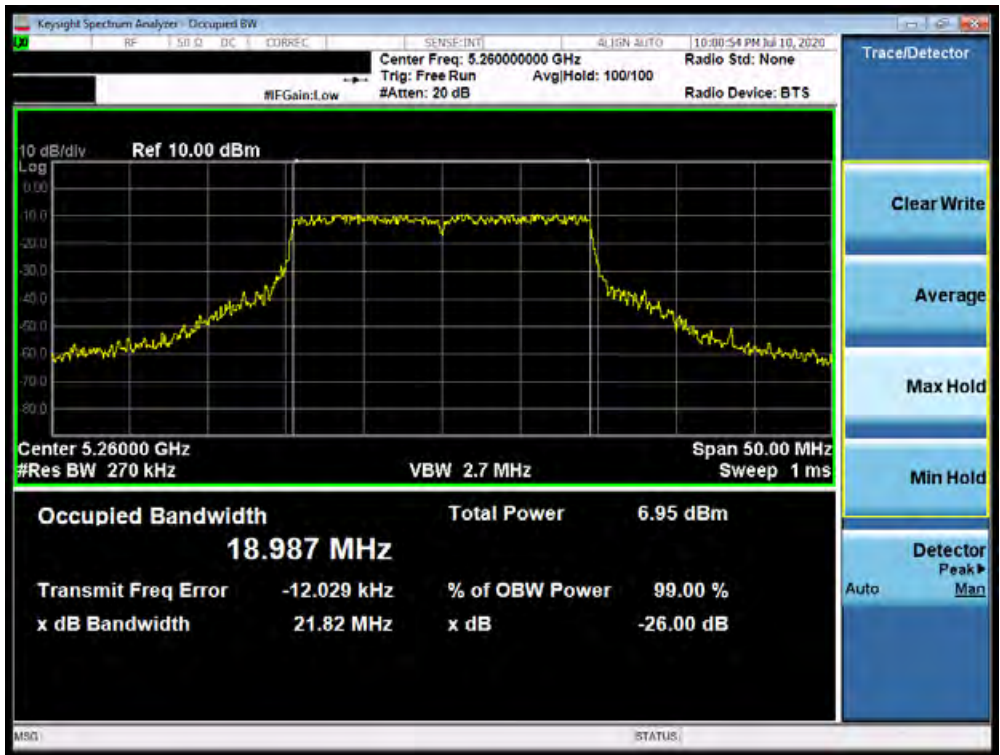 Keysight Spectrum Analyzer - Occupied BW
LXI RF 50 Ω DC CORREC SENSE:INT ALIGN AUTO 10:00:54 PM Jul 10, 2020
Center Freq: 5.260000000 GHz Radio Std: None
Trig: Free Run Avg|Hold: 100/100
#IFGain:Low #Atten: 20 dB Radio Device: BTS
Trace/Detector
10 dB/div Ref 10.00 dBm
Log
0.00
-10.0
-20.0
-30.0
-40.0
-50.0
-60.0
-70.0
-80.0
Center 5.26000 GHz Span 50.00 MHz
#Res BW 270 kHz VBW 2.7 MHz Sweep 1 ms
Occupied Bandwidth Total Power 6.95 dBm
18.987 MHz
Transmit Freq Error -12.029 kHz % of OBW Power 99.00 %
x dB Bandwidth 21.82 MHz x dB -26.00 dB
Clear Write
Average
Max Hold
Min Hold
Detector
Peak▶
Auto Man
MSG STATUS